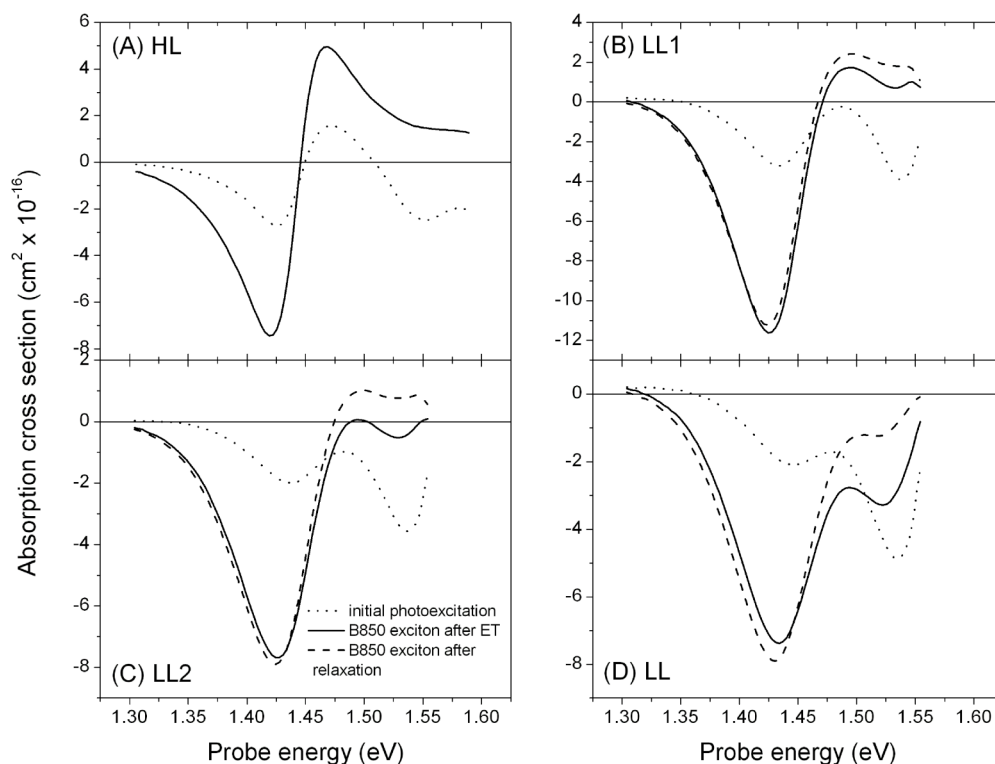 (A) HL
6
4
2
0
-2
-4
-6
-8
(B) LL1
4
2
0
-2
-4
-6
-8
-10
-12
Absorption cross section (cm² x 10⁻¹⁶)
2
0
-2
-4
-6
-8
initial photoexcitation
B850 exciton after ET
B850 exciton after
relaxation
(C) LL2
0
-2
-4
-6
-8
(D) LL
1.30 1.35 1.40 1.45 1.50 1.55 1.60
1.30 1.35 1.40 1.45 1.50 1.55 1.60
Probe energy (eV)
Probe energy (eV)